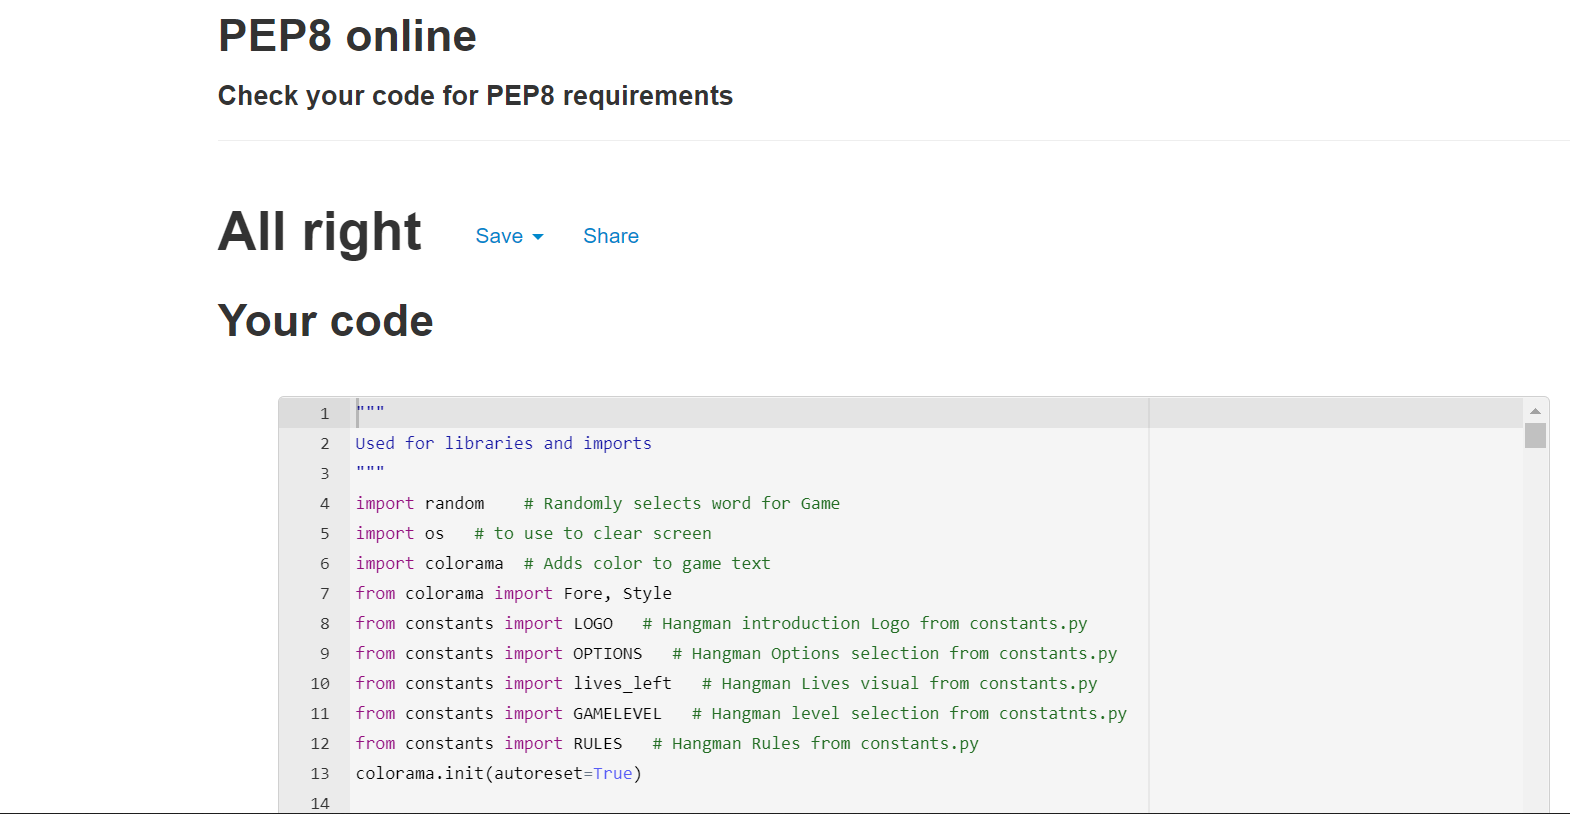 PEP8 online
Check your code for PEP8 requirements
All right Save Share
Your code
1 """
2 Used for libraries and imports
3 """
4 import random    # Randomly selects word for Game
5 import os   # to use to clear screen
6 import colorama  # Adds color to game text
7 from colorama import Fore, Style
8 from constants import LOGO   # Hangman introduction Logo from constants.py
9 from constants import OPTIONS   # Hangman Options selection from constants.py
10 from constants import lives_left   # Hangman Lives visual from constants.py
11 from constants import GAMELEVEL   # Hangman level selection from constatnts.py
12 from constants import RULES   # Hangman Rules from constants.py
13 colorama.init(autoreset=True)
14